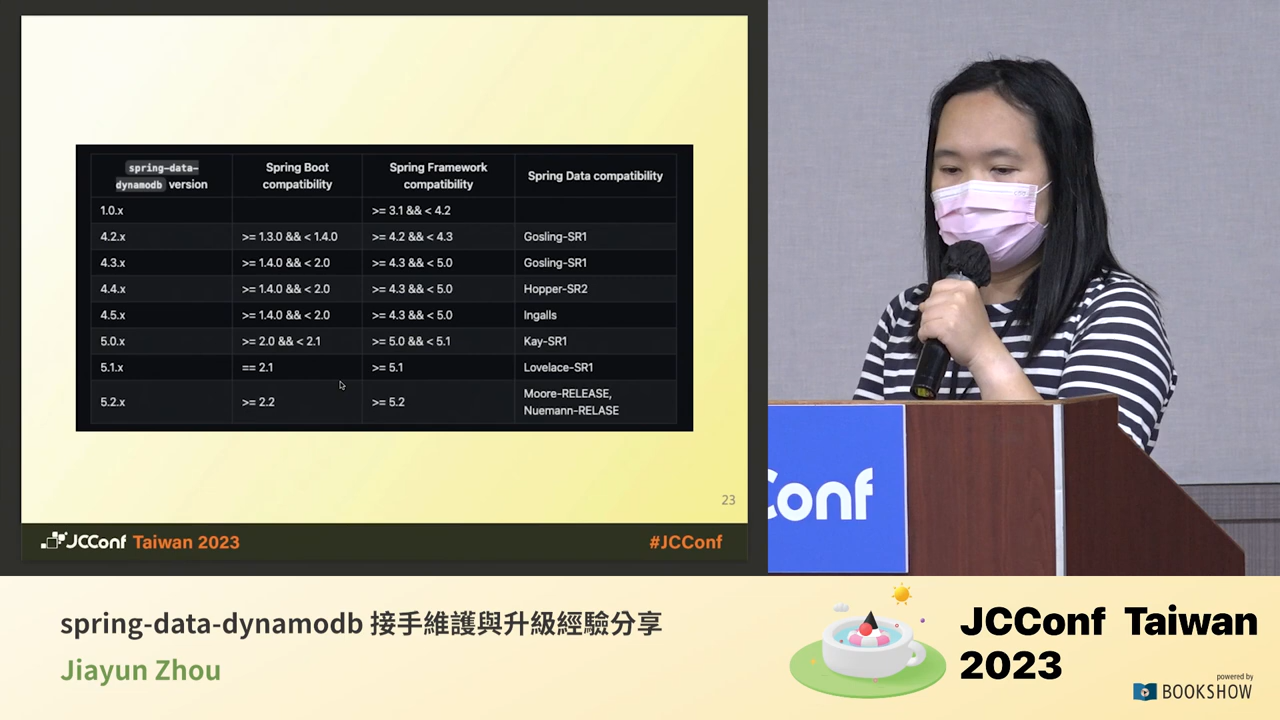 spring-data-
dynamodb version
Spring Boot
compatibility
Spring Framework
compatibility
Spring Data compatibility
1.0.x >= 3.1 && < 4.2
4.2.x >= 1.3.0 && < 1.4.0 >= 4.2 && < 4.3 Gosling-SR1
4.3.x >= 1.4.0 && < 2.0 >= 4.3 && < 5.0 Gosling-SR1
4.4.x >= 1.4.0 && < 2.0 >= 4.3 && < 5.0 Hopper-SR2
4.5.x >= 1.4.0 && < 2.0 >= 4.3 && < 5.0 Ingalls
5.0.x >= 2.0 && < 2.1 >= 5.0 && < 5.1 Kay-SR1
5.1.x == 2.1 >= 5.1 Lovelace-SR1
5.2.x >= 2.2 >= 5.2 Moore-RELEASE,
Nuemann-RELASE
23
JCConf Taiwan 2023
#JCConf
Conf
spring-data-dynamodb 接手維護與升級經驗分享
Jiayun Zhou
JCConf Taiwan
2023
powered by
BOOKSHOW